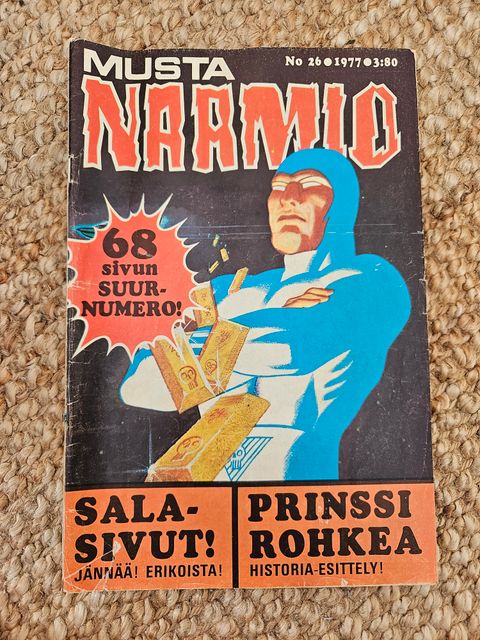 MUSTA
No 26●1977●3:80
NAAMIO
68
sivun
SUUR-
NUMERO!
SALA-
SIVUT!
JÄNNÄÄ! ERIKOISTA!
PRINSSI
ROHKEA
HISTORIA-ESITTELY!